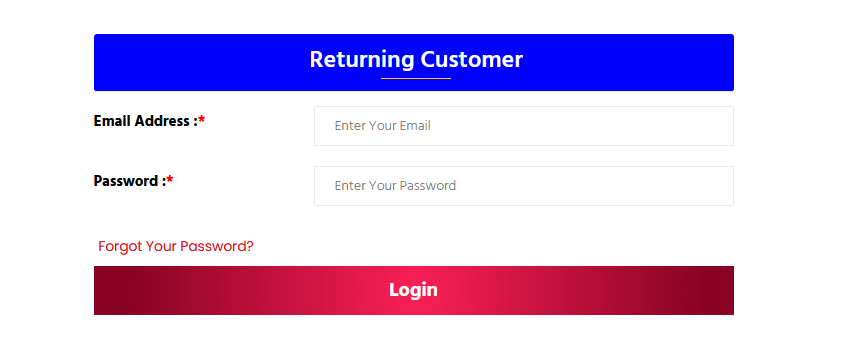 Returning Customer
Email Address :*
Enter Your Email
Password :*
Enter Your Password
Forgot Your Password?
Login